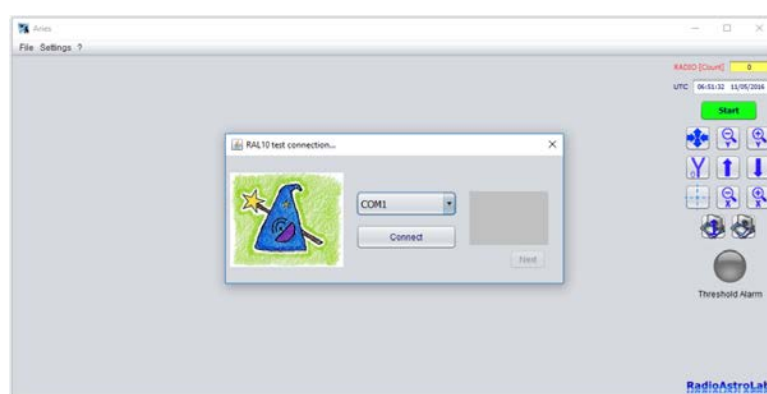 Aries
File Settings ?
RADIO [Count] 0
UTC 06:51:32 11/05/2016
Start
RAL10 test connection...
COM1
Connect
Next
Threshold Alarm
RadioAstroLab